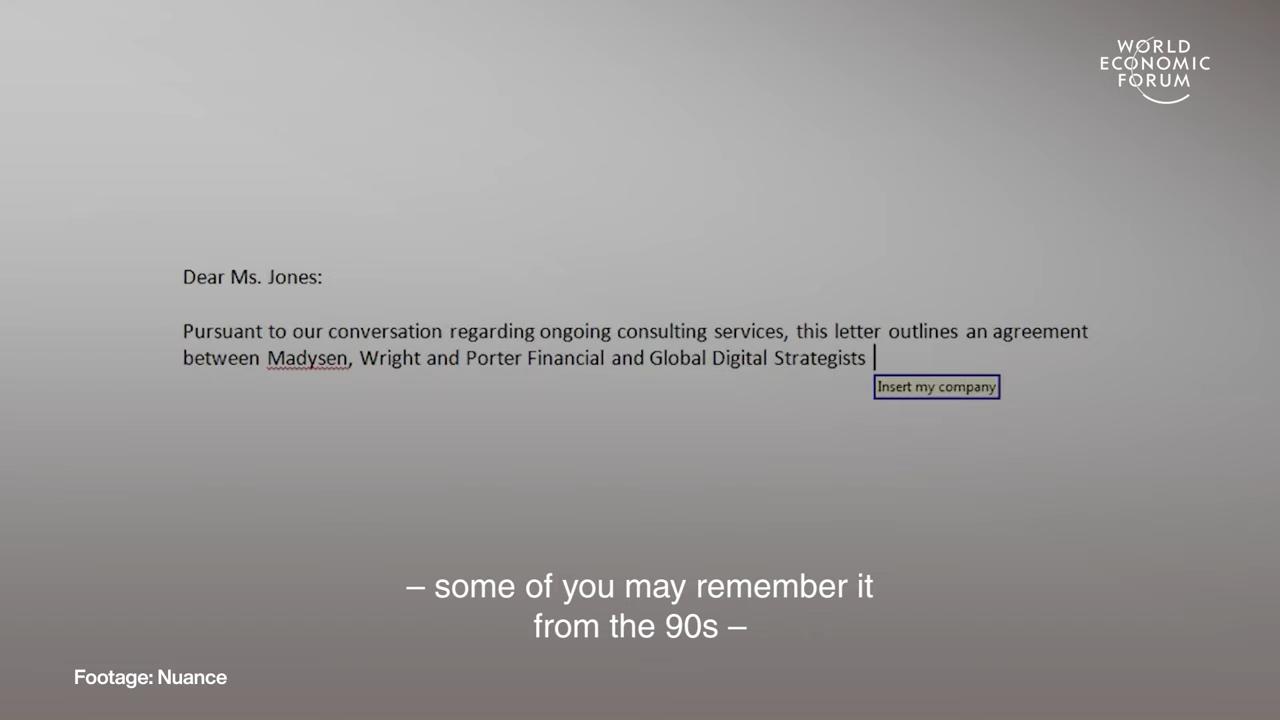 WORLD
ECONOMIC
FORUM
Dear Ms. Jones:
Pursuant to our conversation regarding ongoing consulting services, this letter outlines an agreement
between Madysen, Wright and Porter Financial and Global Digital Strategists
Insert my company
– some of you may remember it
from the 90s –
Footage: Nuance